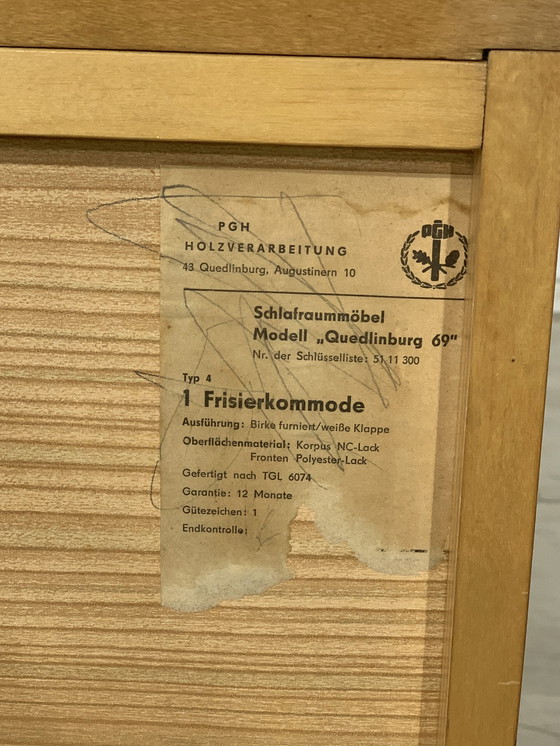 PGH
HOLZVERARBEITUNG
43 Quedlinburg, Augustinern 10
PGH
Schlafraummöbel
Modell „Quedlinburg 69"
Nr. der Schlüsselliste: 51 11 300
Typ 4
1 Frisierkommode
Ausführung: Birke furniert/weiße Klappe
Oberflächenmaterial: Korpus NC-Lack
Fronten Polyester-Lack
Gefertigt nach TGL 6074
Garantie: 12 Monate
Gütezeichen: 1
Endkontrolle: